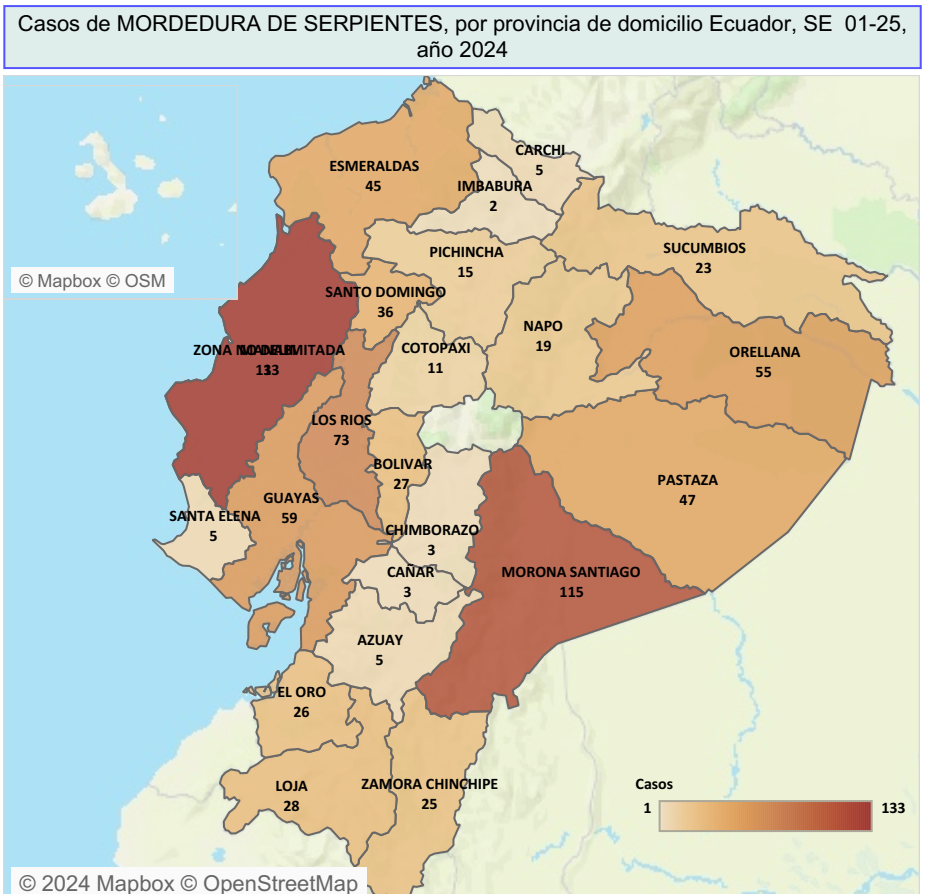 Casos de MORDEDURA DE SERPIENTES, por provincia de domicilio Ecuador, SE 01-25,
año 2024
CARCHI
5
ESMERALDAS
45
IMBABURA
2
SUCUMBIOS
23
PICHINCHA
15
© Mapbox © OSM
SANTO DOMINGO
36
NAPO
19
ZONA
COTOPAXI
11
ORELLANA
55
LOS RIOS
73
BOLIVAR
27
PASTAZA
47
GUAYAS
59
SANTA ELENA
5
CHIMBORAZO
3
CAÑAR
3
MORONA SANTIAGO
115
AZUAY
5
EL ORO
26
LOJA
28
ZAMORA CHINCHIPE
25
Casos
1
133
© 2024 Mapbox © OpenStreetMap